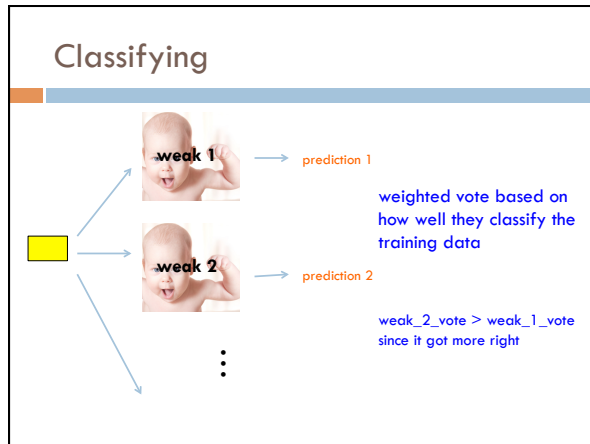 Classifying
weak 1
prediction 1
weighted vote based on
how well they classify the
training data
weak 2
prediction 2
weak_2_vote > weak_1_vote
since it got more right